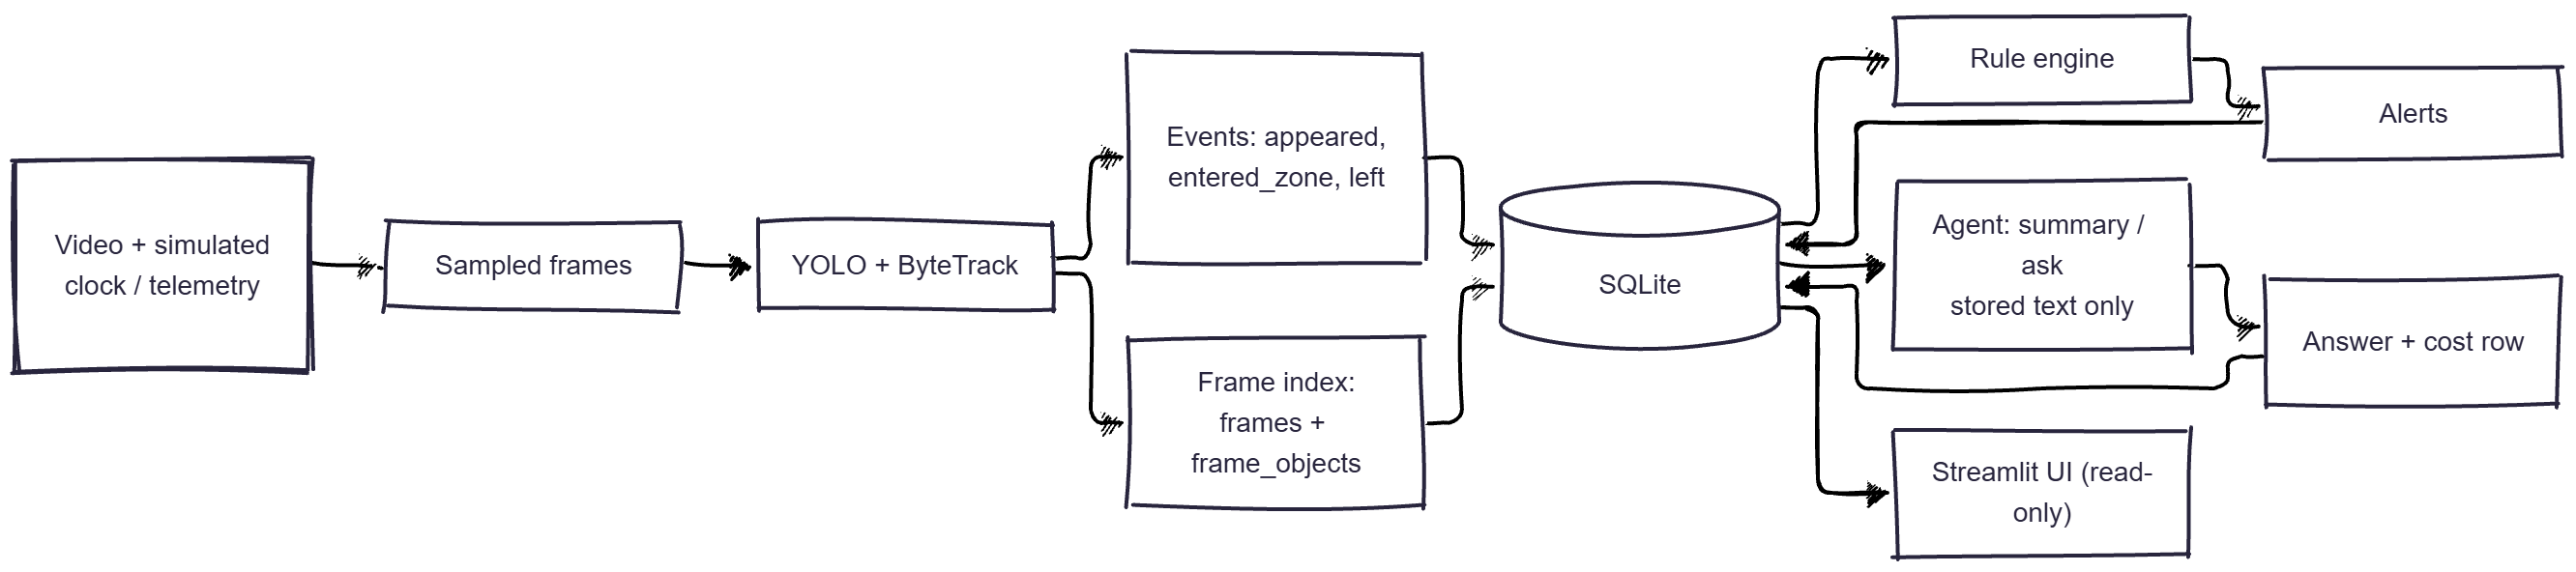 Video + simulated
clock / telemetry
Sampled frames
YOLO + ByteTrack
Events: appeared,
entered_zone, left
Frame index:
frames +
frame_objects
SQLite
Rule engine
Alerts
Agent: summary /
ask
stored text only
Answer + cost row
Streamlit UI (read-
only)